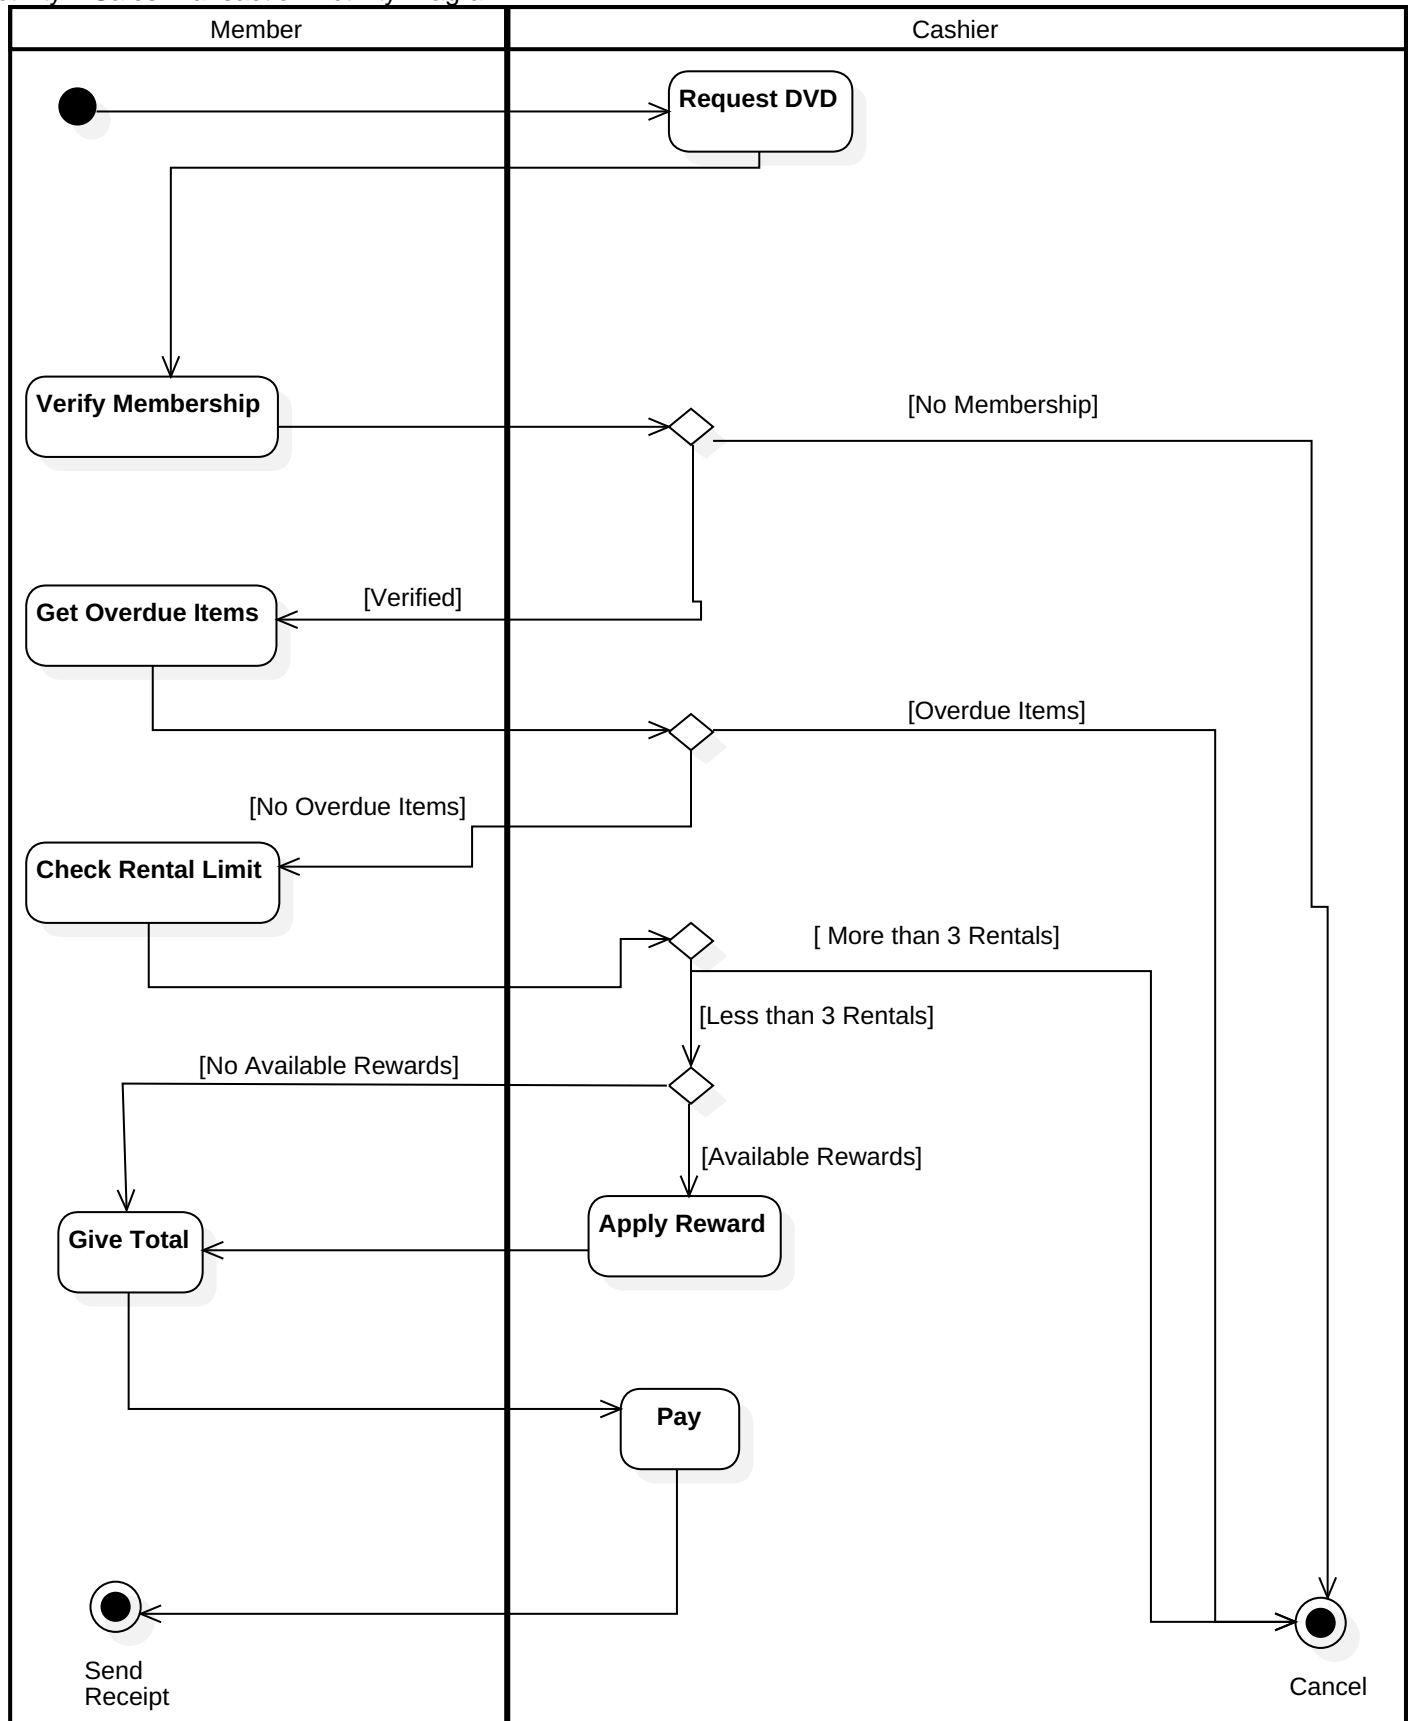 Member
Cashier
Request DVD
Verify Membership
[No Membership]
[Verified]
Get Overdue Items
[Overdue Items]
[No Overdue Items]
Check Rental Limit
[ More than 3 Rentals]
[Less than 3 Rentals]
[No Available Rewards]
[Available Rewards]
Apply Reward
Give Total
Pay
Send
Receipt
Cancel